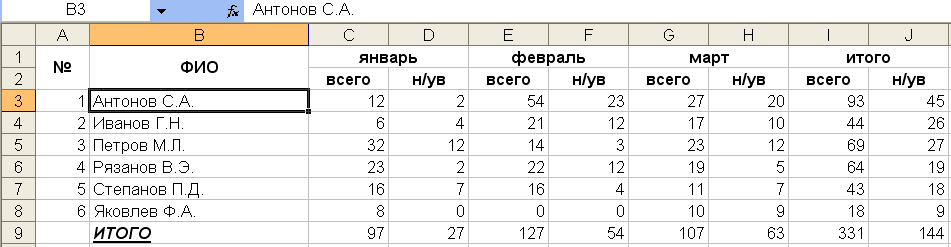 B3 fx Антонов С.А.
A B C D E F G H I J
1 № ФИО январь февраль март итого
2 всего н/ув всего н/ув всего н/ув всего н/ув
3 1 Антонов С.А. 12 2 54 23 27 20 93 45
4 2 Иванов Г.Н. 6 4 21 12 17 10 44 26
5 3 Петров М.Л. 32 12 14 3 23 12 69 27
6 4 Рязанов В.Э. 23 2 22 12 19 5 64 19
7 5 Степанов П.Д. 16 7 16 4 11 7 43 18
8 6 Яковлев Ф.А. 8 0 0 0 10 9 18 9
9 ИТОГО 97 27 127 54 107 63 331 144